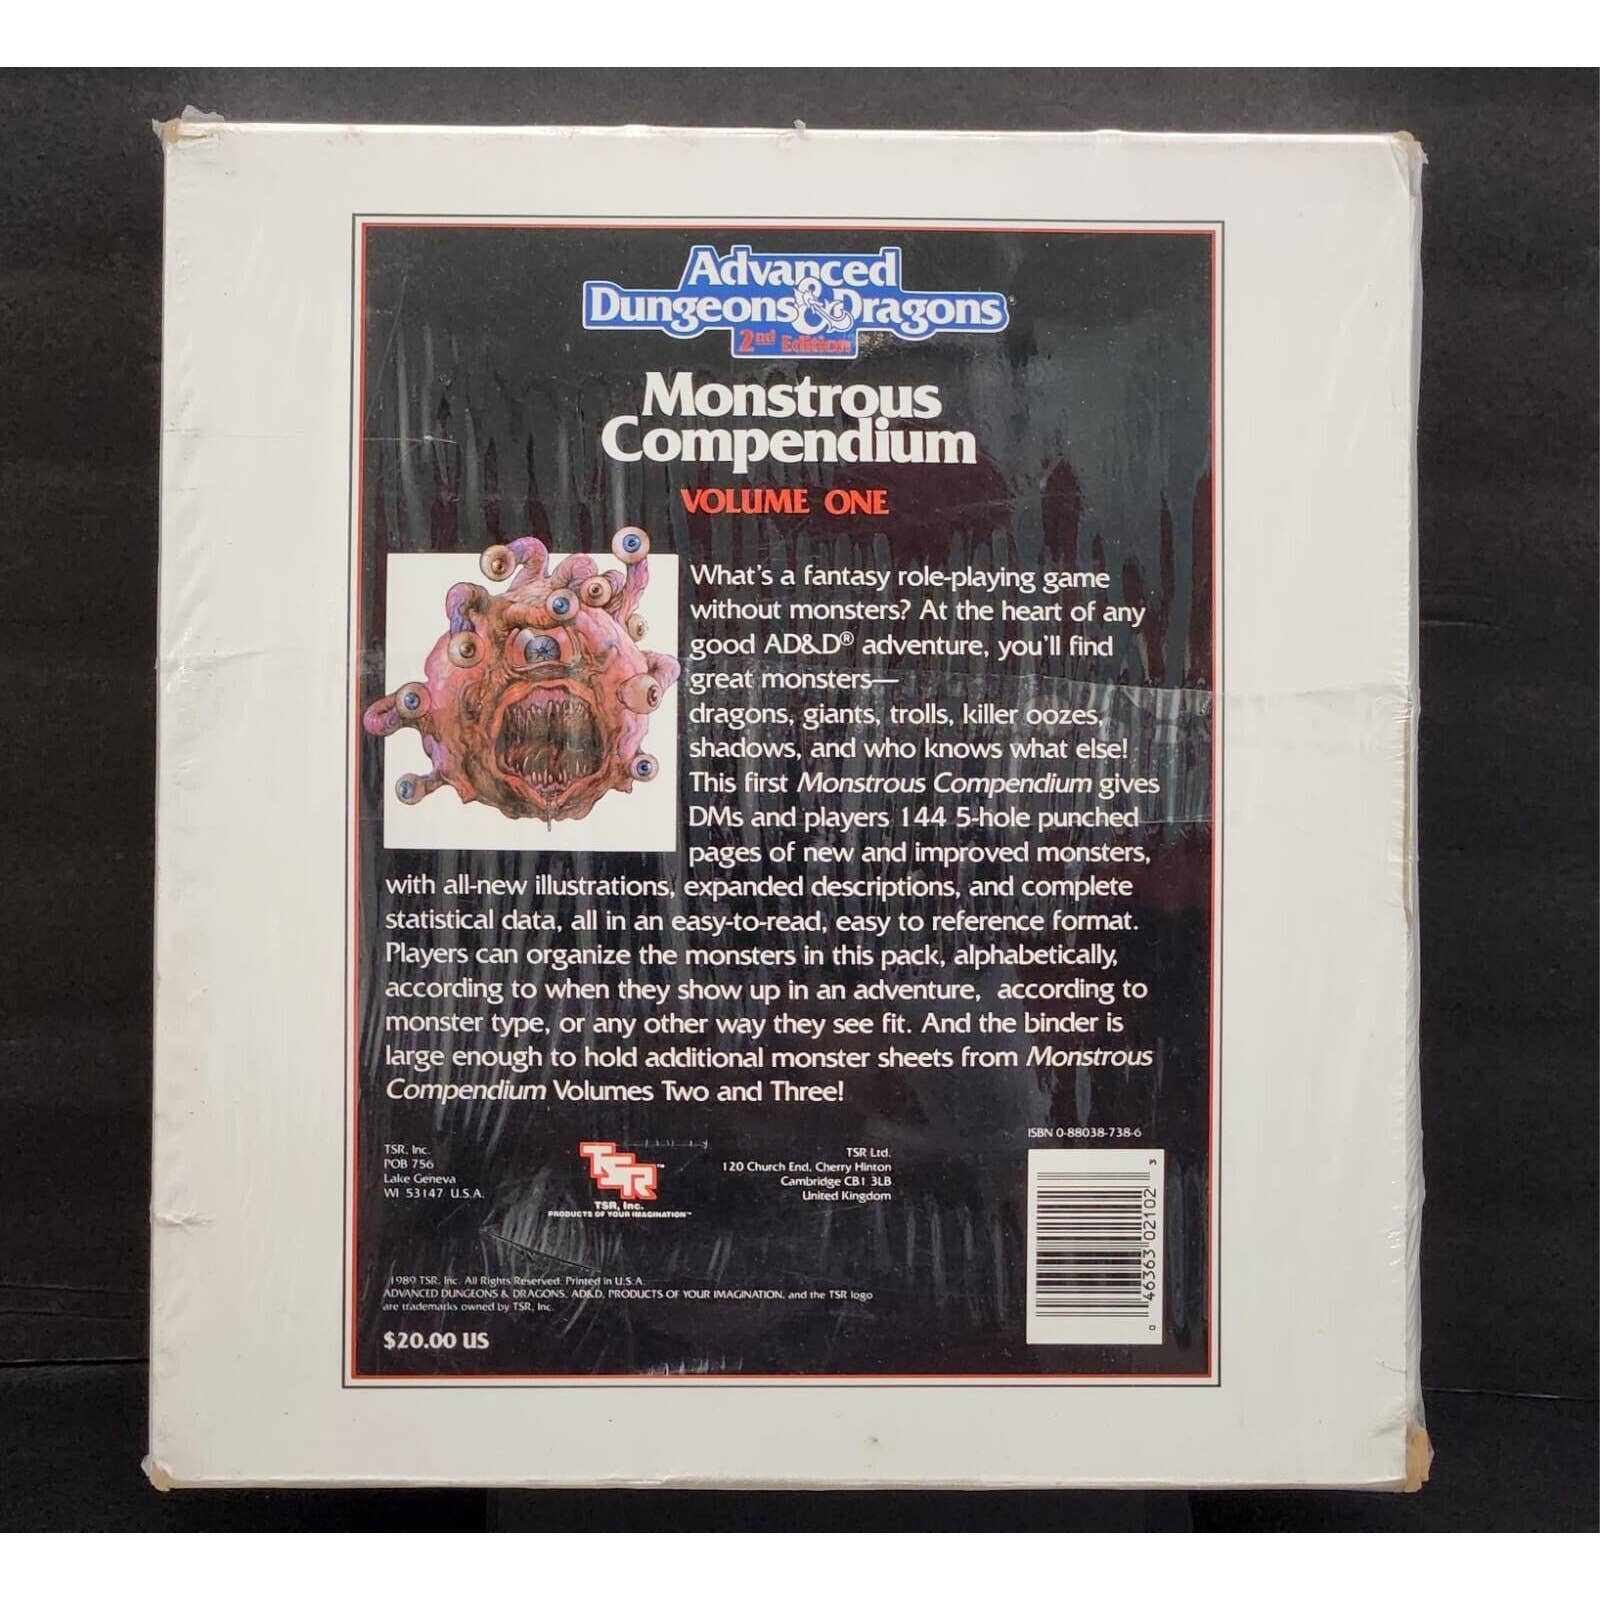 Advanced
Dungeons & Dragons®
2nd Edition
Monstrous
Compendium
VOLUME ONE
What's a fantasy role-playing game
without monsters? At the heart of any
good AD&D® adventure, you'll find
great monsters—
dragons, giants, trolls, killer oozes,
shadows, and who knows what else!
This first Monstrous Compendium gives
DMs and players 144 5-hole punched
pages of new and improved monsters,
with all-new illustrations, expanded descriptions, and complete
statistical data, all in an easy-to-read, easy to reference format.
Players can organize the monsters in this pack, alphabetically,
according to when they show up in an adventure, according to
monster type, or any other way they see fit. And the binder is
large enough to hold additional monster sheets from Monstrous
Compendium Volumes Two and Three!
TSR, Inc.
POB 756
Lake Geneva
WI 53147 U.S.A.
TSR™
TSR, Inc.
PRODUCTS OF YOUR IMAGINATION™
TSR Ltd.
120 Church End, Cherry Hinton
Cambridge CB1 3LB
United Kingdom
ISBN 0-88038-738-6
0 46363 02102 3
1989 TSR, Inc. All Rights Reserved. Printed in U.S.A.
ADVANCED DUNGEONS & DRAGONS, AD&D, PRODUCTS OF YOUR IMAGINATION, and the TSR logo
are trademarks owned by TSR, Inc.
$20.00 US